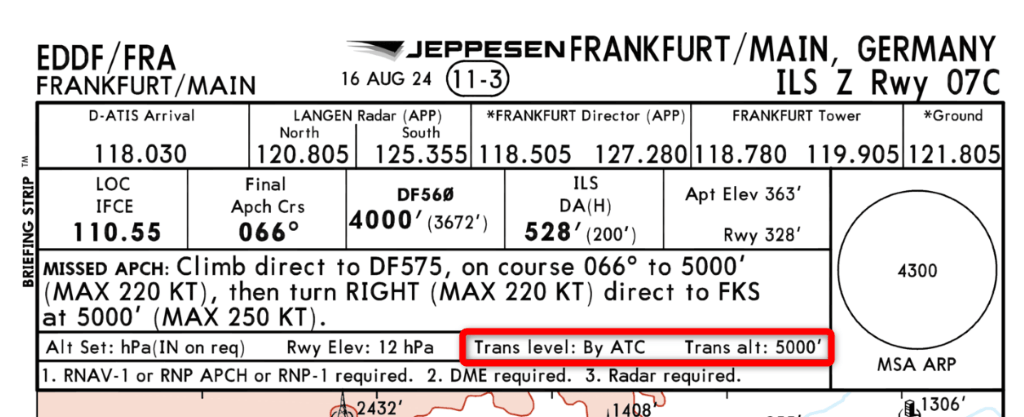 EDDF/FRA
FRANKFURT/MAIN
16 AUG 24
11-3
JEPPESEN
FRANKFURT/MAIN, GERMANY
ILS Z Rwy 07C
BRIEFING STRIP ™
D-ATIS Arrival
118.030
LANGEN Radar (APP)
North South
120.805 125.355
*FRANKFURT Director (APP)
118.505 127.280
FRANKFURT Tower
118.780 119.905
*Ground
121.805
LOC
IFCE
110.55
Final
Apch Crs
066°
DF56Ø
4000' (3672')
ILS
DA(H)
528' (200')
Apt Elev 363'
Rwy 328'
MISSED APCH: Climb direct to DF575, on course 066° to 5000'
(MAX 220 KT), then turn RIGHT (MAX 220 KT) direct to FKS
at 5000' (MAX 250 KT).
4300
MSA ARP
Alt Set: hPa(IN on req) Rwy Elev: 12 hPa Trans level: By ATC Trans alt: 5000'
1. RNAV-1 or RNP APCH or RNP-1 required. 2. DME required. 3. Radar required.
2432'
1408'
1306'